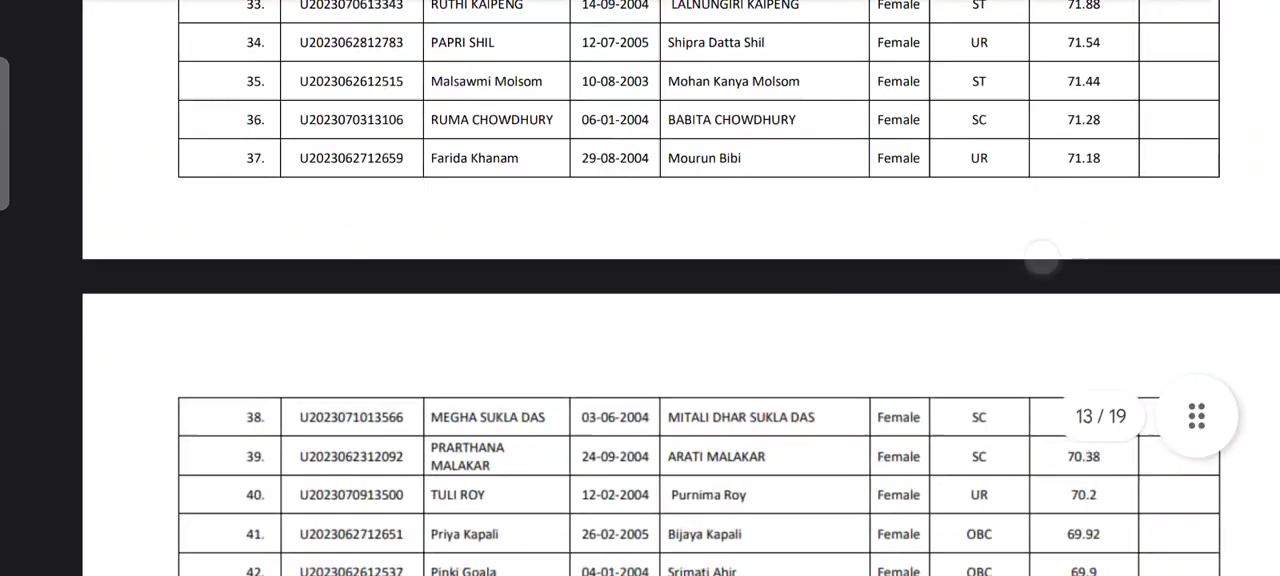 33. U2023070613343 RUTHI KAIPENG 14-09-2004 LALNUNGIRI KAIPENG Female ST 71.88
34. U2023062812783 PAPRI SHIL 12-07-2005 Shipra Datta Shil Female UR 71.54
35. U2023062612515 Malsawmi Molsom 10-08-2003 Mohan Kanya Molsom Female ST 71.44
36. U2023070313106 RUMA CHOWDHURY 06-01-2004 BABITA CHOWDHURY Female SC 71.28
37. U2023062712659 Farida Khanam 29-08-2004 Mourun Bibi Female UR 71.18
38. U2023071013566 MEGHA SUKLA DAS 03-06-2004 MITALI DHAR SUKLA DAS Female SC
13 / 19
39. U2023062312092 PRARTHANA MALAKAR 24-09-2004 ARATI MALAKAR Female SC 70.38
40. U2023070913500 TULI ROY 12-02-2004 Purnima Roy Female UR 70.2
41. U2023062712651 Priya Kapali 26-02-2005 Bijaya Kapali Female OBC 69.92
42. U2023062612537 Pinki Goala 04-01-2004 Srimati Ahir Female OBC 69.9